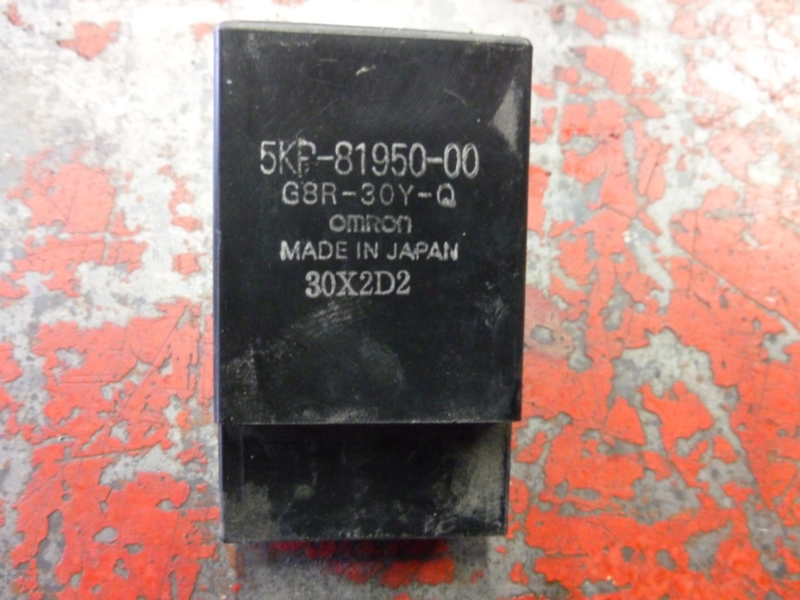 5KP-81950-00
G8R-30Y-Q
omron
MADE IN JAPAN
30X2D2